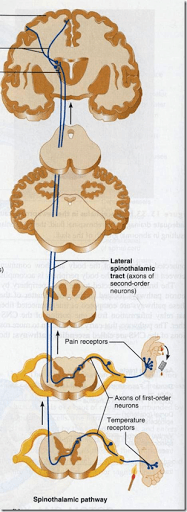 s)
Lateral
spinothalamic
tract (axons of
second-order
neurons)
Pain receptors
Axons of first-order
neurons
Temperature
receptors
Spinothalamic pathway